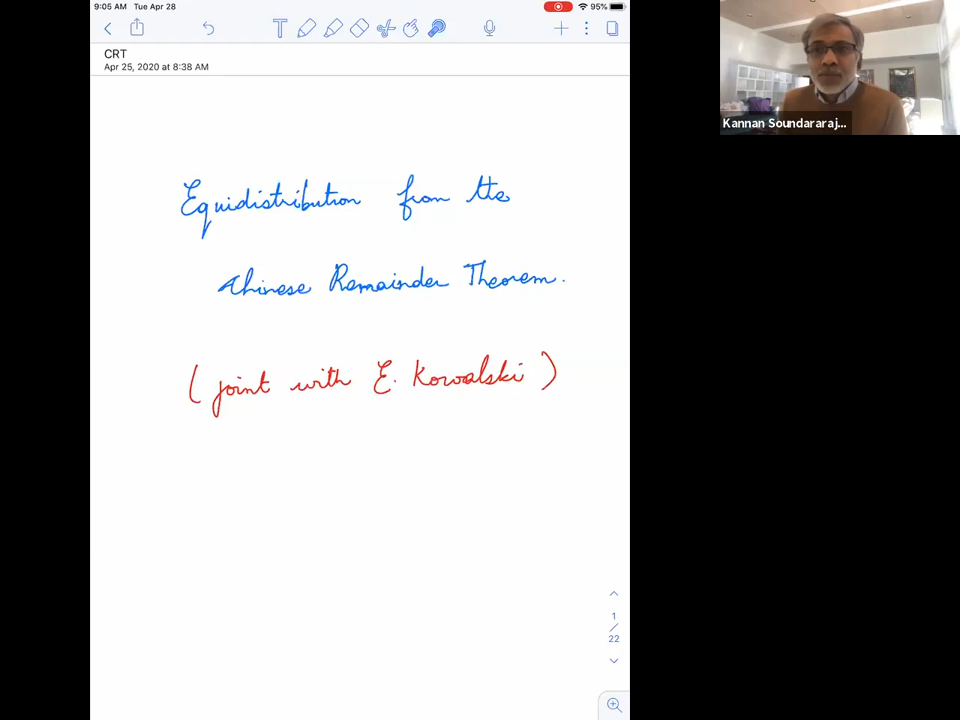 9:05 AM Tue Apr 28
95%
CRT
Apr 25, 2020 at 8:38 AM
Equidistribution from the
Chinese Remainder Theorem.
(joint with E. Kowalski)
1
/
22
Kannan Soundararaj...